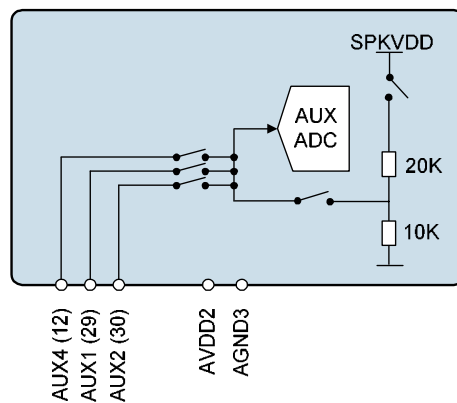 SPKVDD
AUX
ADC
20K
10K
AUX4 (12)
AUX1 (29)
AUX2 (30)
AVDD2
AGND3